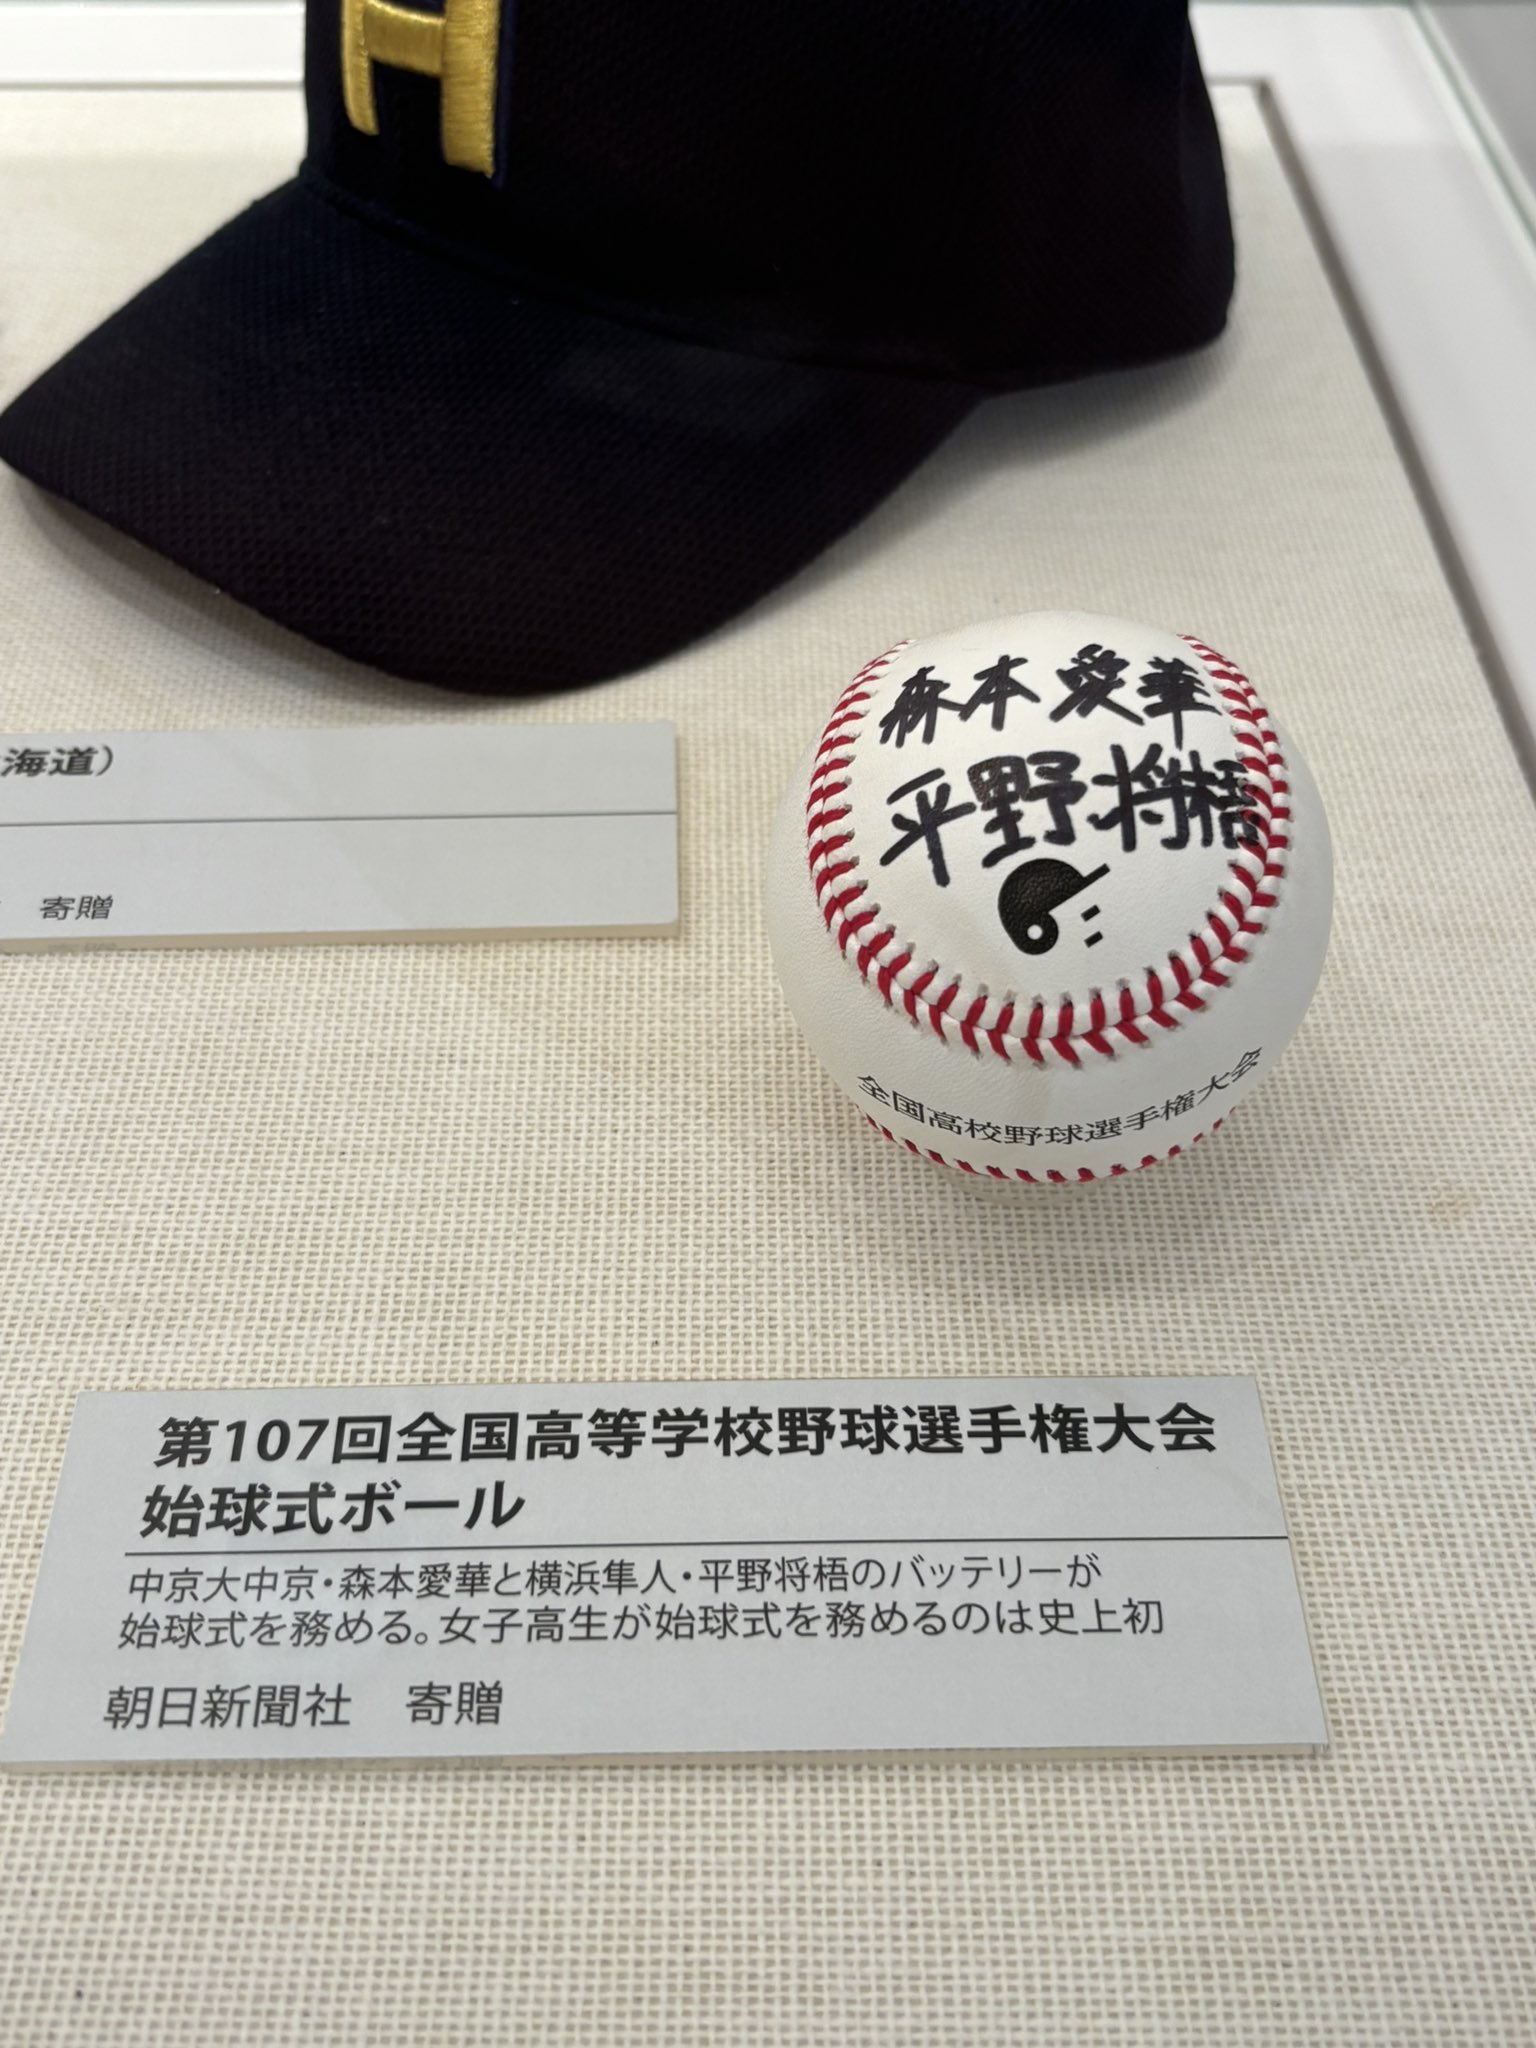 H
海道）
寄贈
森本愛華
平野将梧
全国高校野球選手権大会
第107回全国高等学校野球選手権大会
始球式ボール
中京大中京・森本愛華と横浜隼人・平野将梧のバッテリーが
始球式を務める。女子高生が始球式を務めるのは史上初
朝日新聞社　寄贈